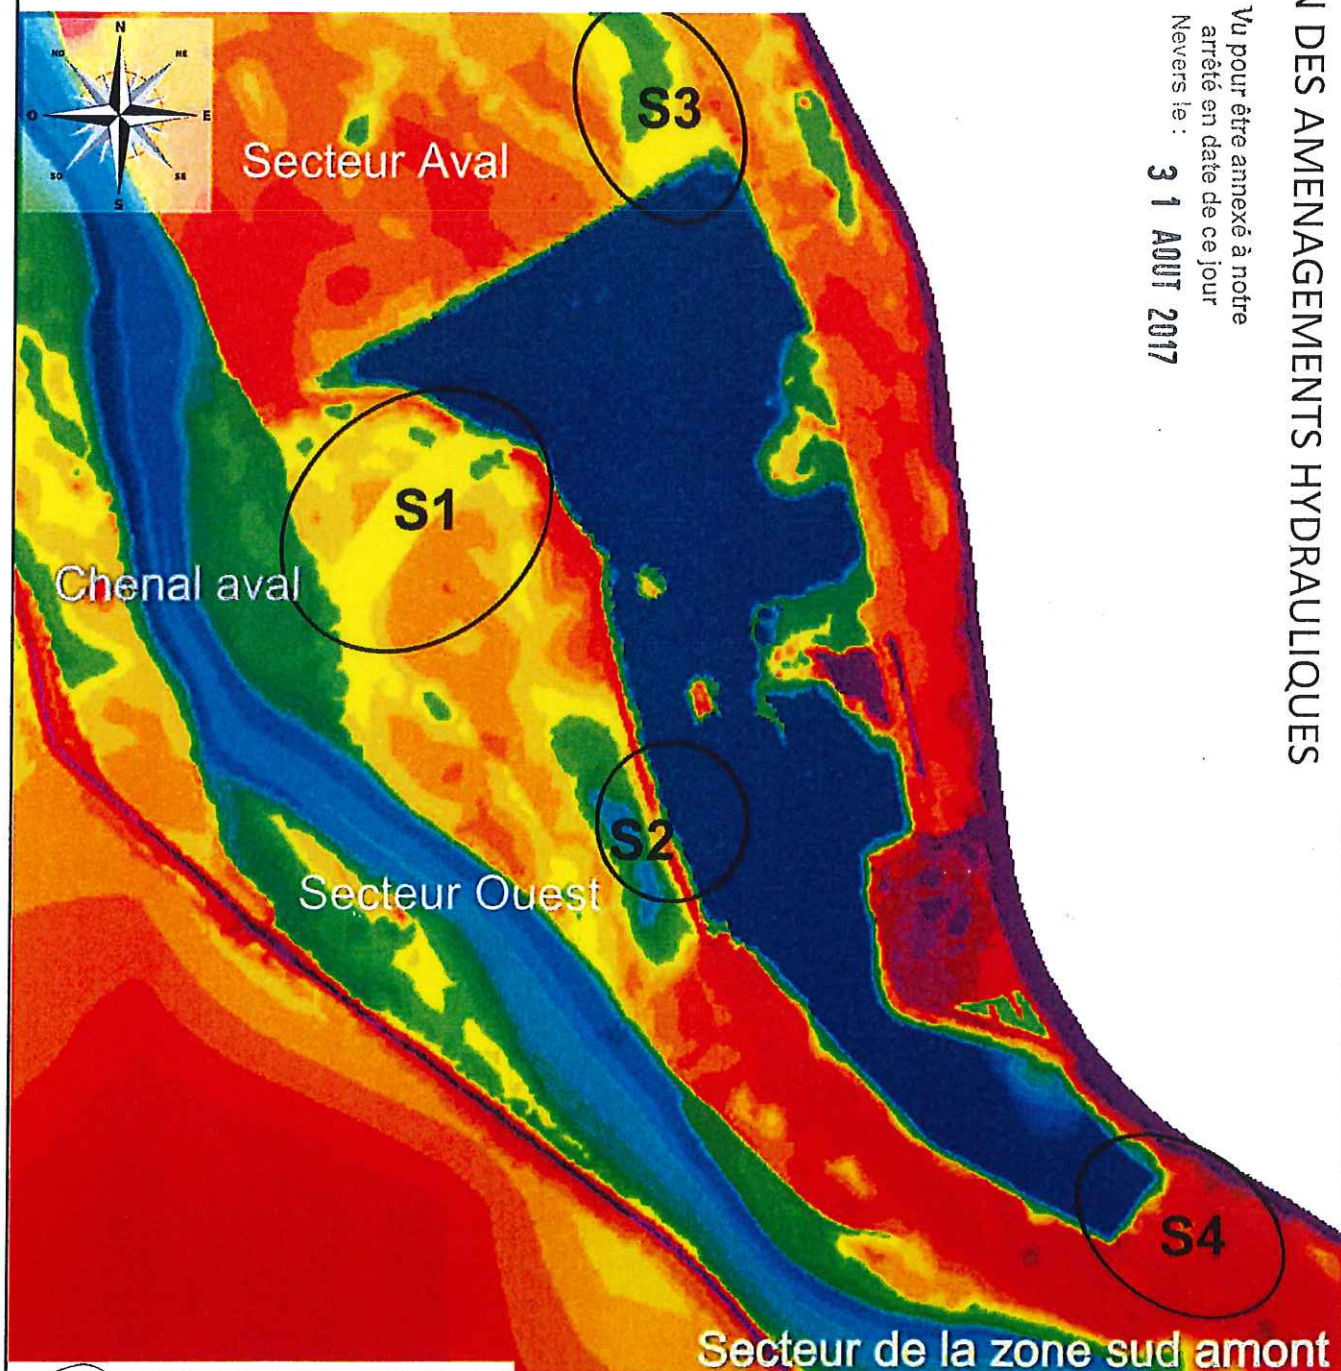 N DES AMENAGEMENTS HYDRAULIQUES
Vu pour être annexé à notre
arrêté en date de ce jour
Nevers le : 31 AOUT 2017
N
NO
NE
O
E
SO
SE
S
Secteur Aval
S3
S1
Chenal aval
S2
Secteur Ouest
S4
Secteur de la zone sud amont